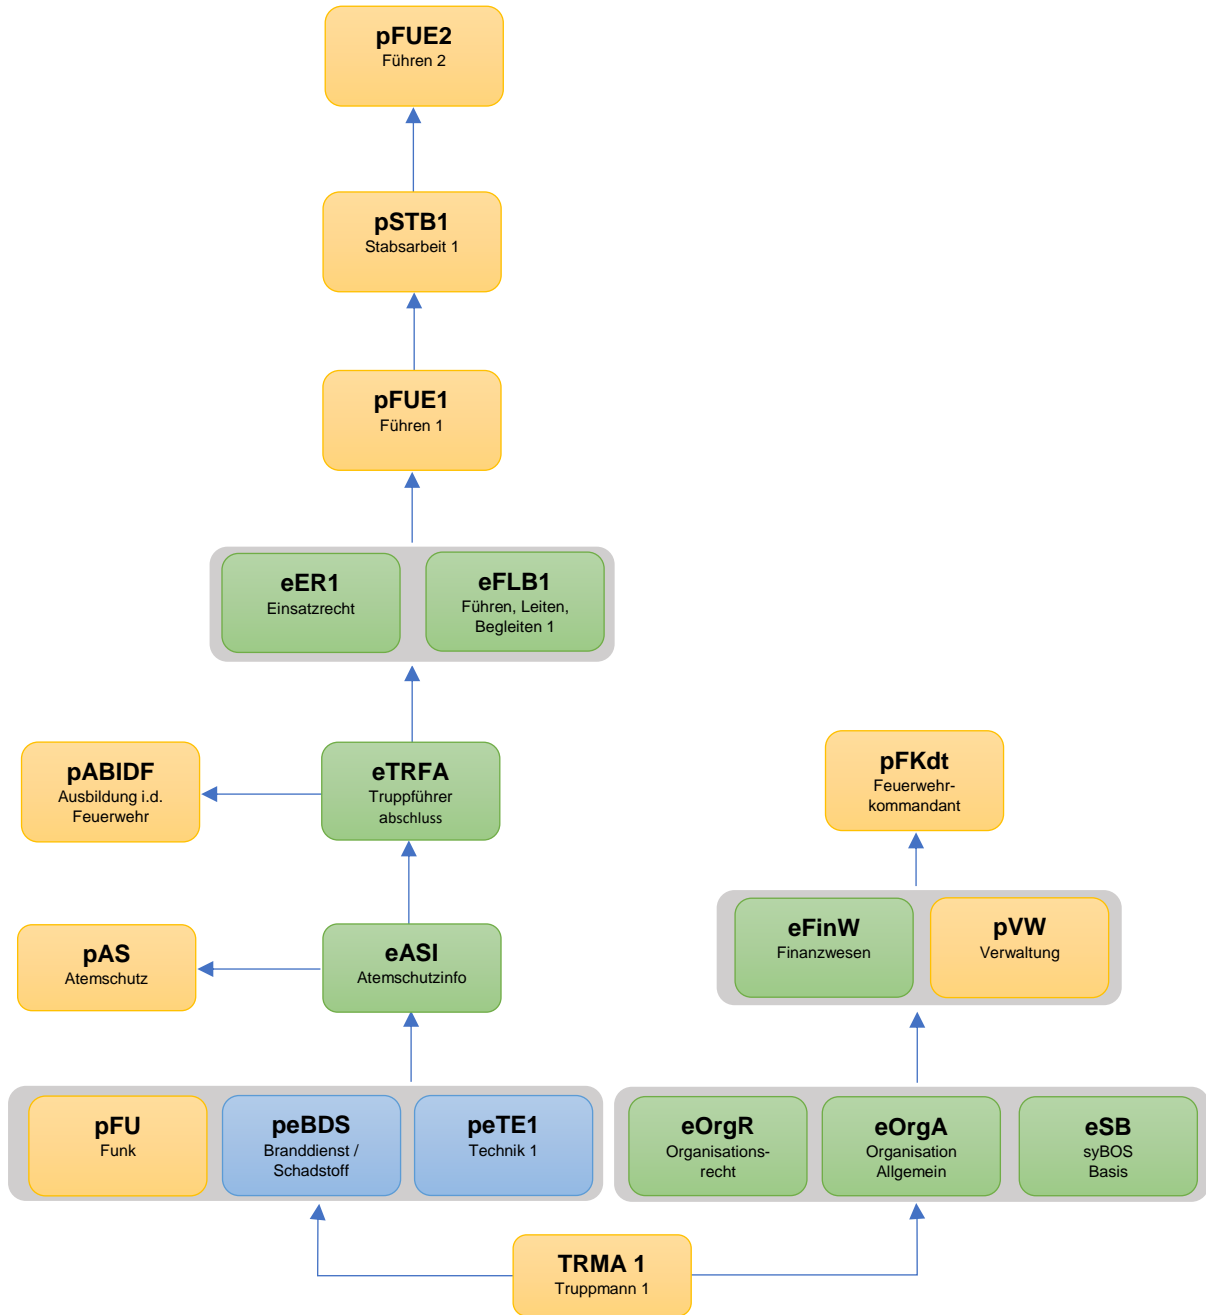 pFUE2
Führen 2
pSTB1
Stabsarbeit 1
pFUE1
Führen 1
eER1
Einsatzrecht
eFLB1
Führen, Leiten,
Begleiten 1
pABIDF
Ausbildung i.d.
Feuerwehr
eTRFA
Truppführer
abschluss
pFKdt
Feuerwehr-
kommandant
pAS
Atemschutz
eASI
Atemschutzinfo
eFinW
Finanzwesen
pVW
Verwaltung
pFU
Funk
peBDS
Branddienst /
Schadstoff
peTE1
Technik 1
eOrgR
Organisations-
recht
eOrgA
Organisation
Allgemein
eSB
syBOS
Basis
TRMA 1
Truppmann 1